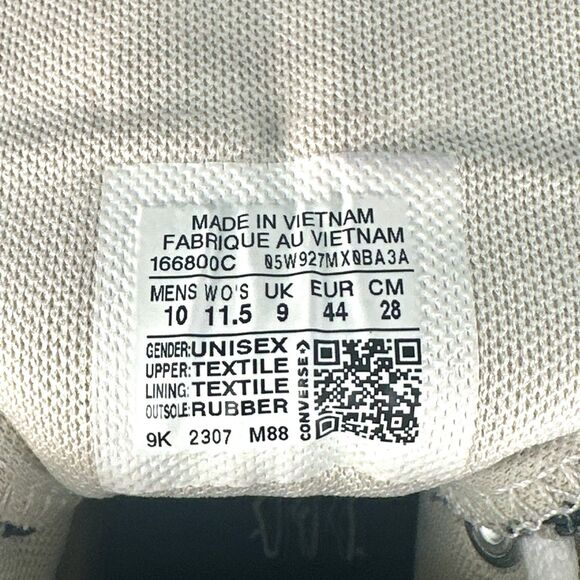 MADE IN VIETNAM
FABRIQUE AU VIETNAM
166800C 05W927MX0BA3A
MENS WO'S UK EUR CM
10 11.5 9 44 28
GENDER:UNISEX
UPPER:TEXTILE
LINING:TEXTILE
OUTSOLE:RUBBER
CONVERSE
9K 2307 M88